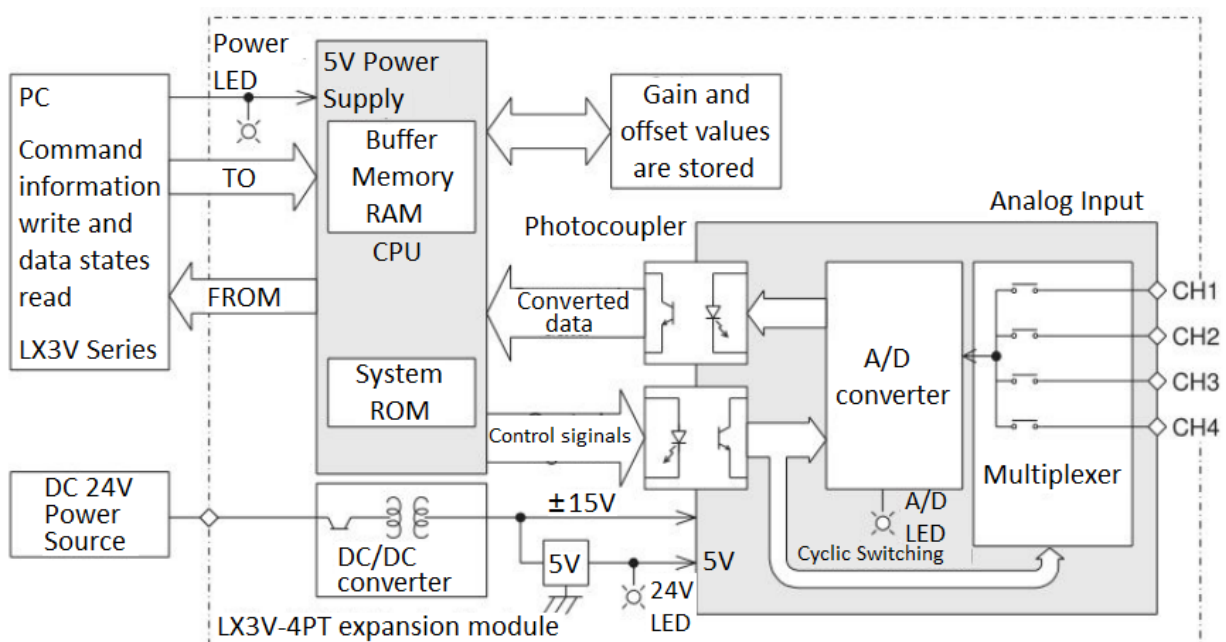 Power
LED
PC
Command
information
write and
data states
read
LX3V Series
TO
FROM
5V Power
Supply
Buffer
Memory
RAM
CPU
System
ROM
Gain and
offset values
are stored
Photocoupler
Analog Input
Converted
data
Control siginals
A/D
converter
A/D
LED
Multiplexer
CH1
CH2
CH3
CH4
Cyclic Switching
DC 24V
Power
Source
DC/DC
converter
±15V
5V
5V
24V
LED
LX3V-4PT expansion module